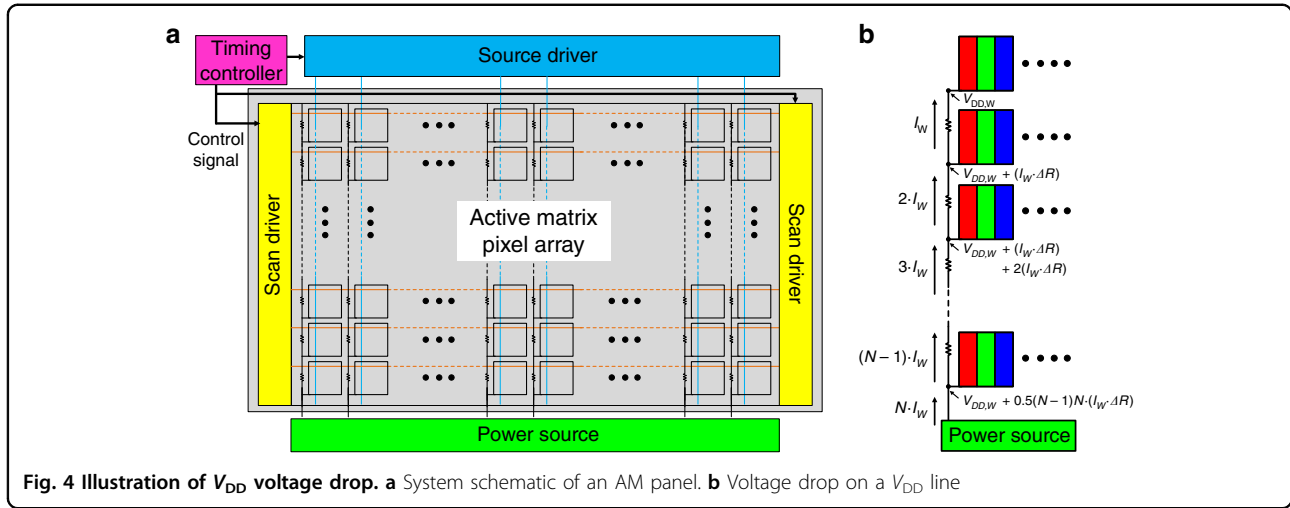 a
Timing
controller
Source driver
Control
signal
Scan driver
Active matrix
pixel array
Scan driver
Power source
b
V_DD,W
I_W
V_DD,W + (I_W·ΔR)
2·I_W
V_DD,W + (I_W·ΔR)
+ 2(I_W·ΔR)
3·I_W
(N − 1)·I_W
V_DD,W + 0.5(N − 1)N·(I_W·ΔR)
N·I_W
Power source
Fig. 4 Illustration of V_DD voltage drop. a System schematic of an AM panel. b Voltage drop on a V_DD line